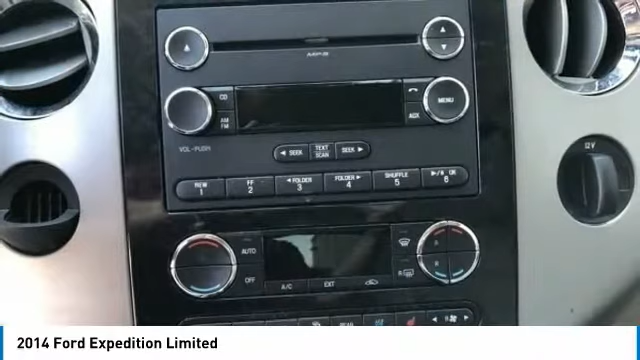 MP3
CD
AM
FM
MENU
AUX
VOL - PUSH
SEEK
TEXT
SCAN
SEEK
REW
1
FF
2
FOLDER
3
FOLDER
4
SHUFFLE
5
OK
6
12V
AUTO
OFF
A/C
EXT
R
REAR
2014 Ford Expedition Limited